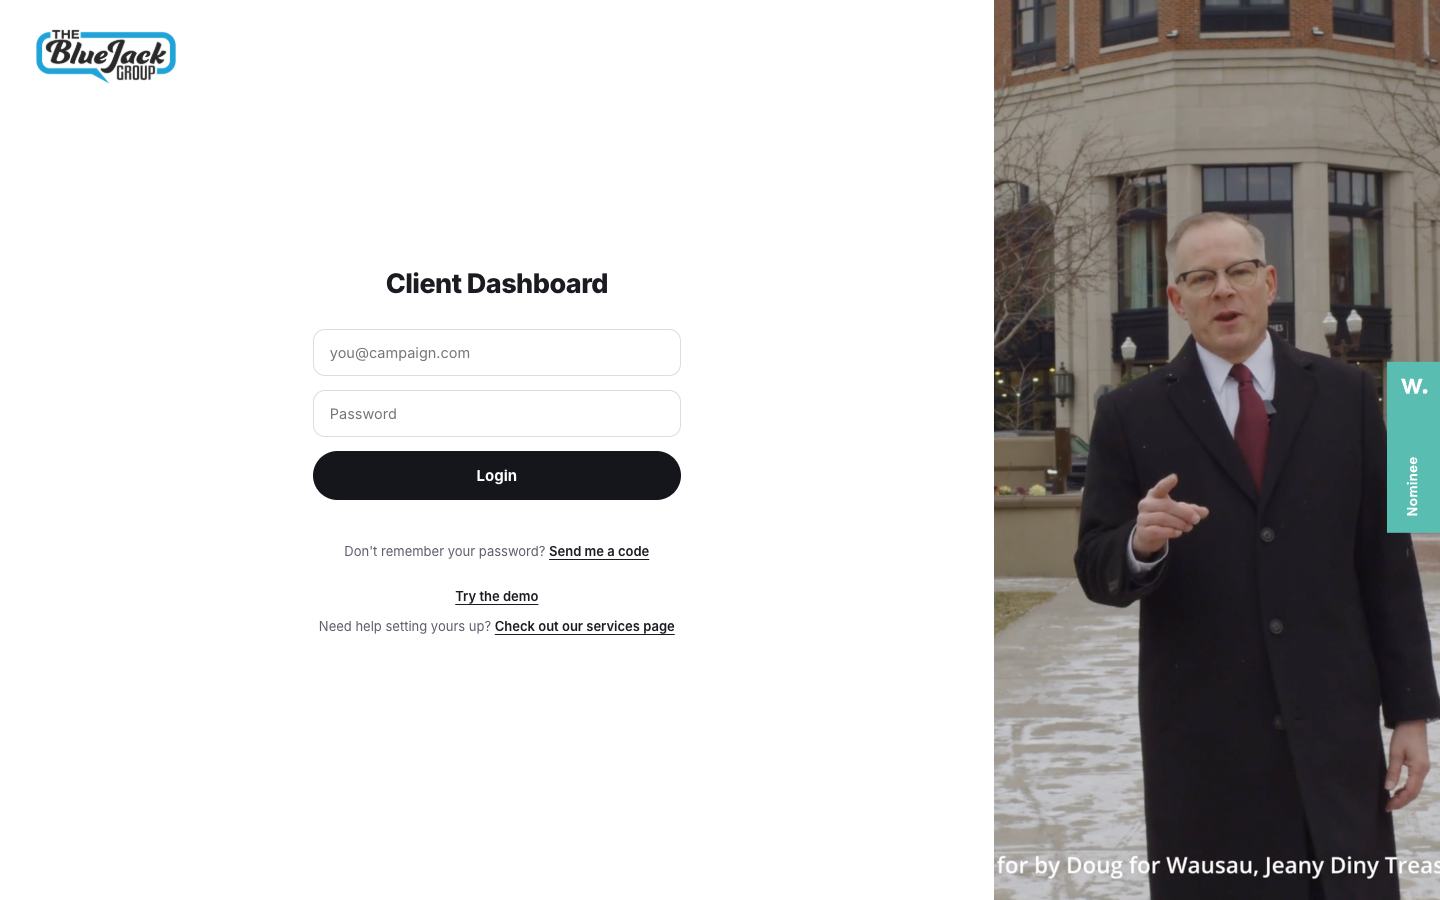 THE
BlueJack
GROUP
Client Dashboard
you@campaign.com
Password
Login
Don't remember your password? Send me a code
Try the demo
Need help setting yours up? Check out our services page
W.
Nominee
for by Doug for Wausau, Jeany Diny Treas